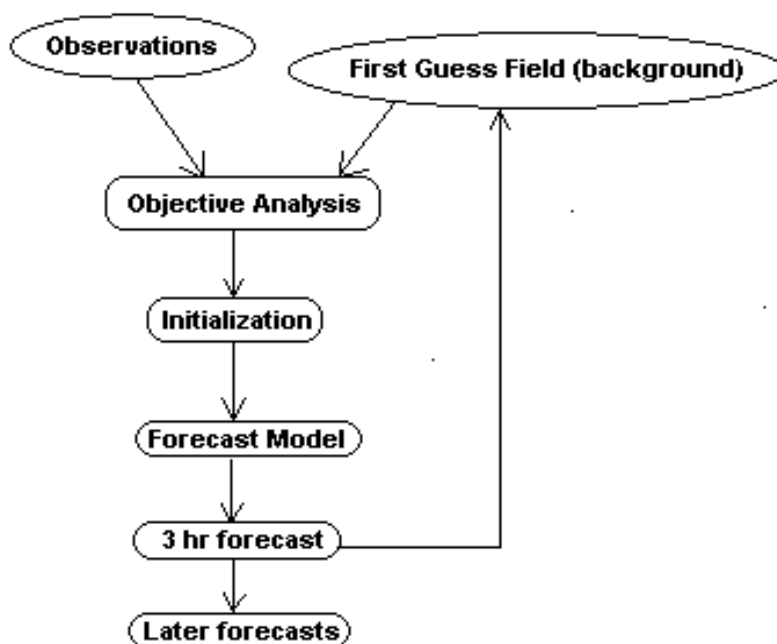 Observations
First Guess Field (background)
Objective Analysis
Initialization
Forecast Model
3 hr forecast
Later forecasts